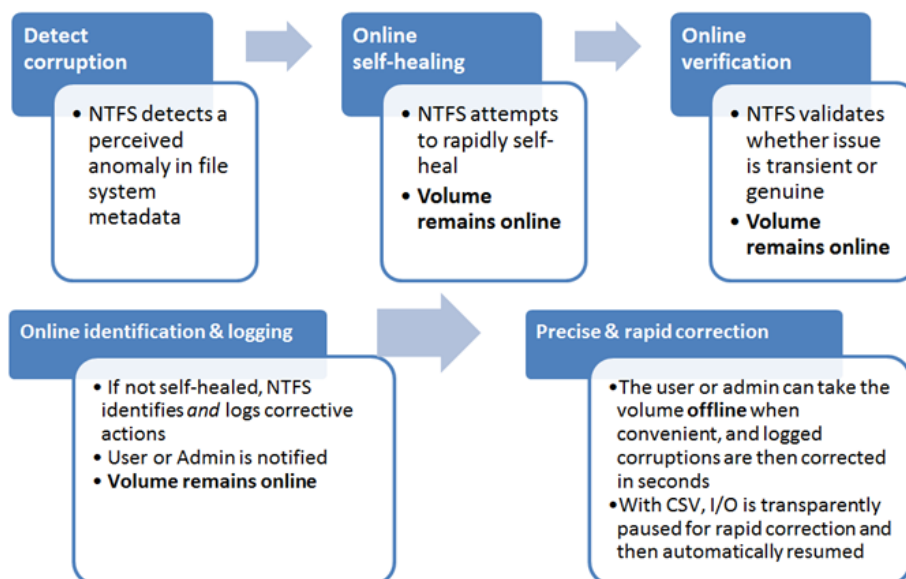 Detect
corruption
• NTFS detects a
perceived
anomaly in file
system
metadata
Online
self-healing
• NTFS attempts
to rapidly self-
heal
• Volume
remains online
Online
verification
• NTFS validates
whether issue
is transient or
genuine
• Volume
remains online
Online identification & logging
• If not self-healed, NTFS
identifies and logs corrective
actions
• User or Admin is notified
• Volume remains online
Precise & rapid correction
•The user or admin can take the
volume offline when
convenient, and logged
corruptions are then corrected
in seconds
•With CSV, I/O is transparently
paused for rapid correction and
then automatically resumed